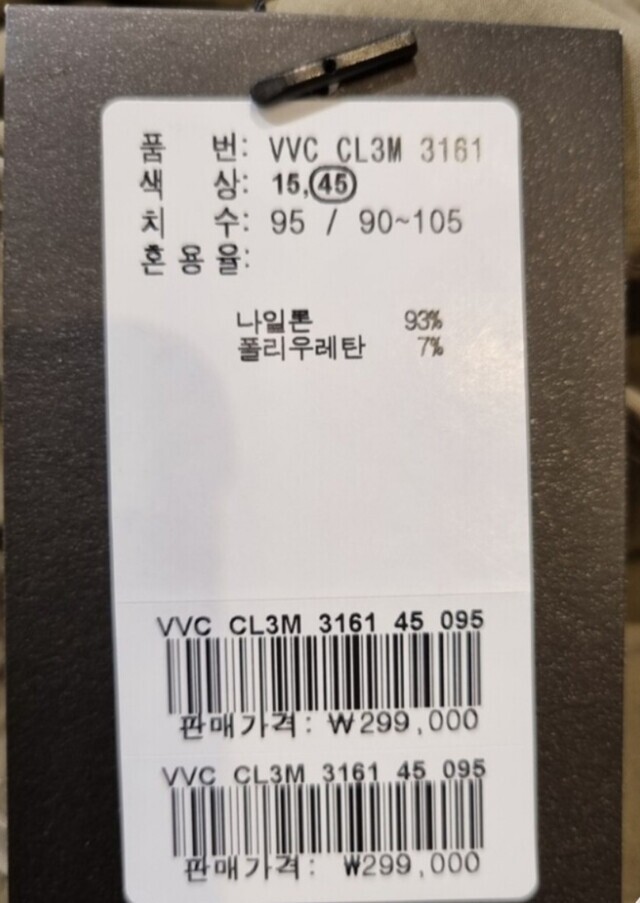 품 번: VVC CL3M 3161
색 상: 15,45
치 수: 95 / 90~105
혼용율:
나일론 93%
폴리우레탄 7%
VVC CL3M 3161 45 095
판매가격: ₩299,000
VVC CL3M 3161 45 095
판매가격: ₩299,000